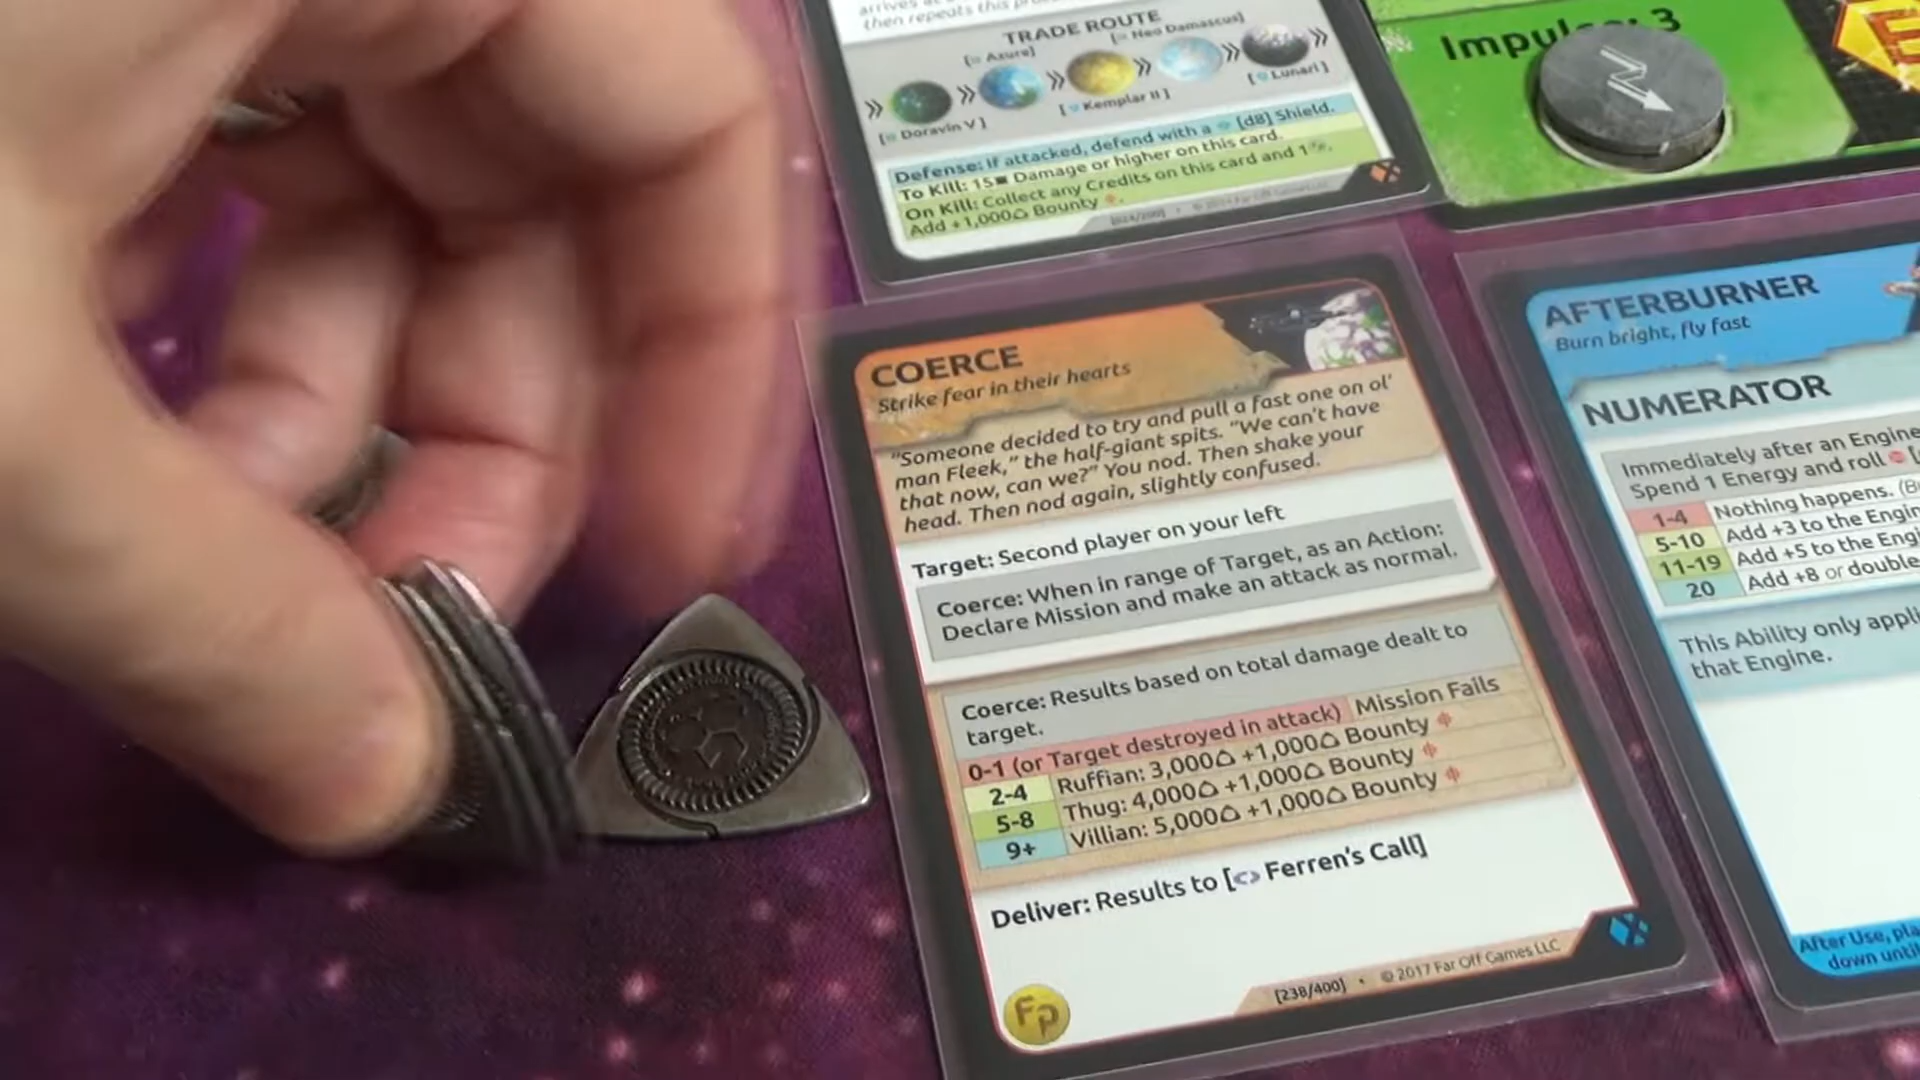 arrives at
then repeats this
TRADE ROUTE
[Azure]
[Neo Damascus]
[Doravin V]
[Kemplar II]
[Lunari]
Defense: If attacked, defend with a [d8] Shield.
To Kill: 15 Damage or higher on this card.
On Kill: Collect any Credits on this card and 1
Add +1,000 Bounty
Impulse: 3
COERCE
Strike fear in their hearts
"Someone decided to try and pull a fast one on ol'
man Fleek," the half-giant spits. "We can't have
that now, can we?" You nod. Then shake your
head. Then nod again, slightly confused.
Target: Second player on your left
Coerce: When in range of Target, as an Action:
Declare Mission and make an attack as normal.
Coerce: Results based on total damage dealt to
target.
0-1 (or Target destroyed in attack) Mission Fails
2-4 Ruffian: 3,000 +1,000 Bounty
5-8 Thug: 4,000 +1,000 Bounty
9+ Villian: 5,000 +1,000 Bounty
Deliver: Results to [<> Ferren's Call]
FP
[238/400] • © 2017 Far Off Games LLC
AFTERBURNER
Burn bright, fly fast
NUMERATOR
Immediately after an Engine
Spend 1 Energy and roll
1-4 Nothing happens.
5-10 Add +3 to the Engin
11-19 Add +5 to the Eng
20 Add +8 or double
This Ability only appl
that Engine.
After Use, pla
down until